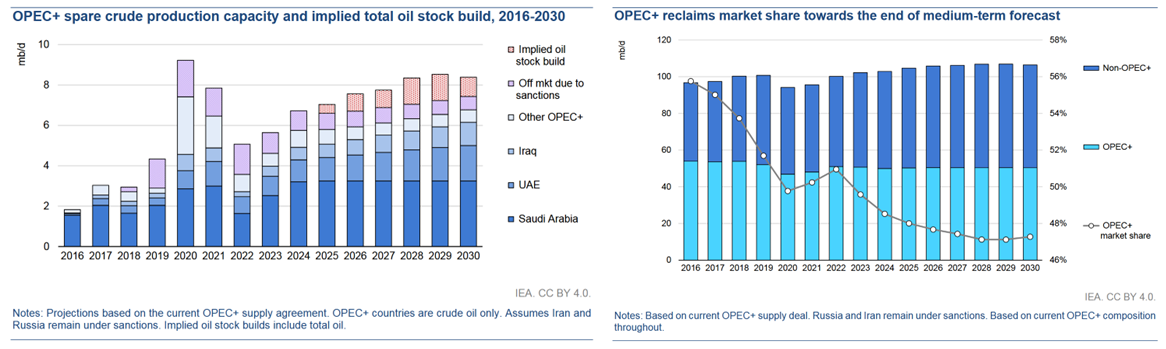 OPEC+ spare crude production capacity and implied total oil stock build, 2016-2030
mb/d
10
8
6
4
2
0
2016 2017 2018 2019 2020 2021 2022 2023 2024 2025 2026 2027 2028 2029 2030
Implied oil
stock build
Off mkt due to
sanctions
Other OPEC+
Iraq
UAE
Saudi Arabia
IEA. CC BY 4.0.
Notes: Projections based on the current OPEC+ supply agreement. OPEC+ countries are crude oil only. Assumes Iran and
Russia remain under sanctions. Implied oil stock builds include total oil.
OPEC+ reclaims market share towards the end of medium-term forecast
mb/d
120
100
80
60
40
20
0
58%
56%
54%
52%
50%
48%
46%
2016 2017 2018 2019 2020 2021 2022 2023 2024 2025 2026 2027 2028 2029 2030
Non-OPEC+
OPEC+
OPEC+
market share
IEA. CC BY 4.0.
Notes: Based on current OPEC+ supply deal. Russia and Iran remain under sanctions. Based on current OPEC+ composition
throughout.